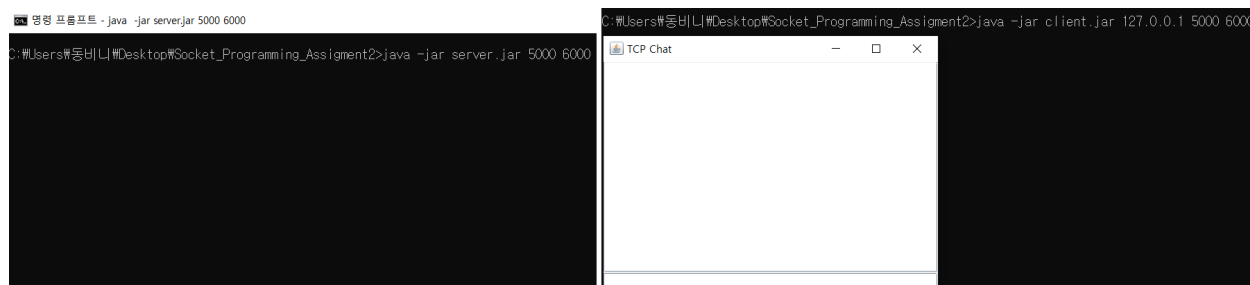 명령 프롬프트 - java -jar server.jar 5000 6000
C:₩Users₩동비니₩Desktop₩Socket_Programming_Assigment2>java -jar server.jar 5000 6000
C:₩Users₩동비니₩Desktop₩Socket_Programming_Assigment2>java -jar client.jar 127.0.0.1 5000 6000
TCP Chat